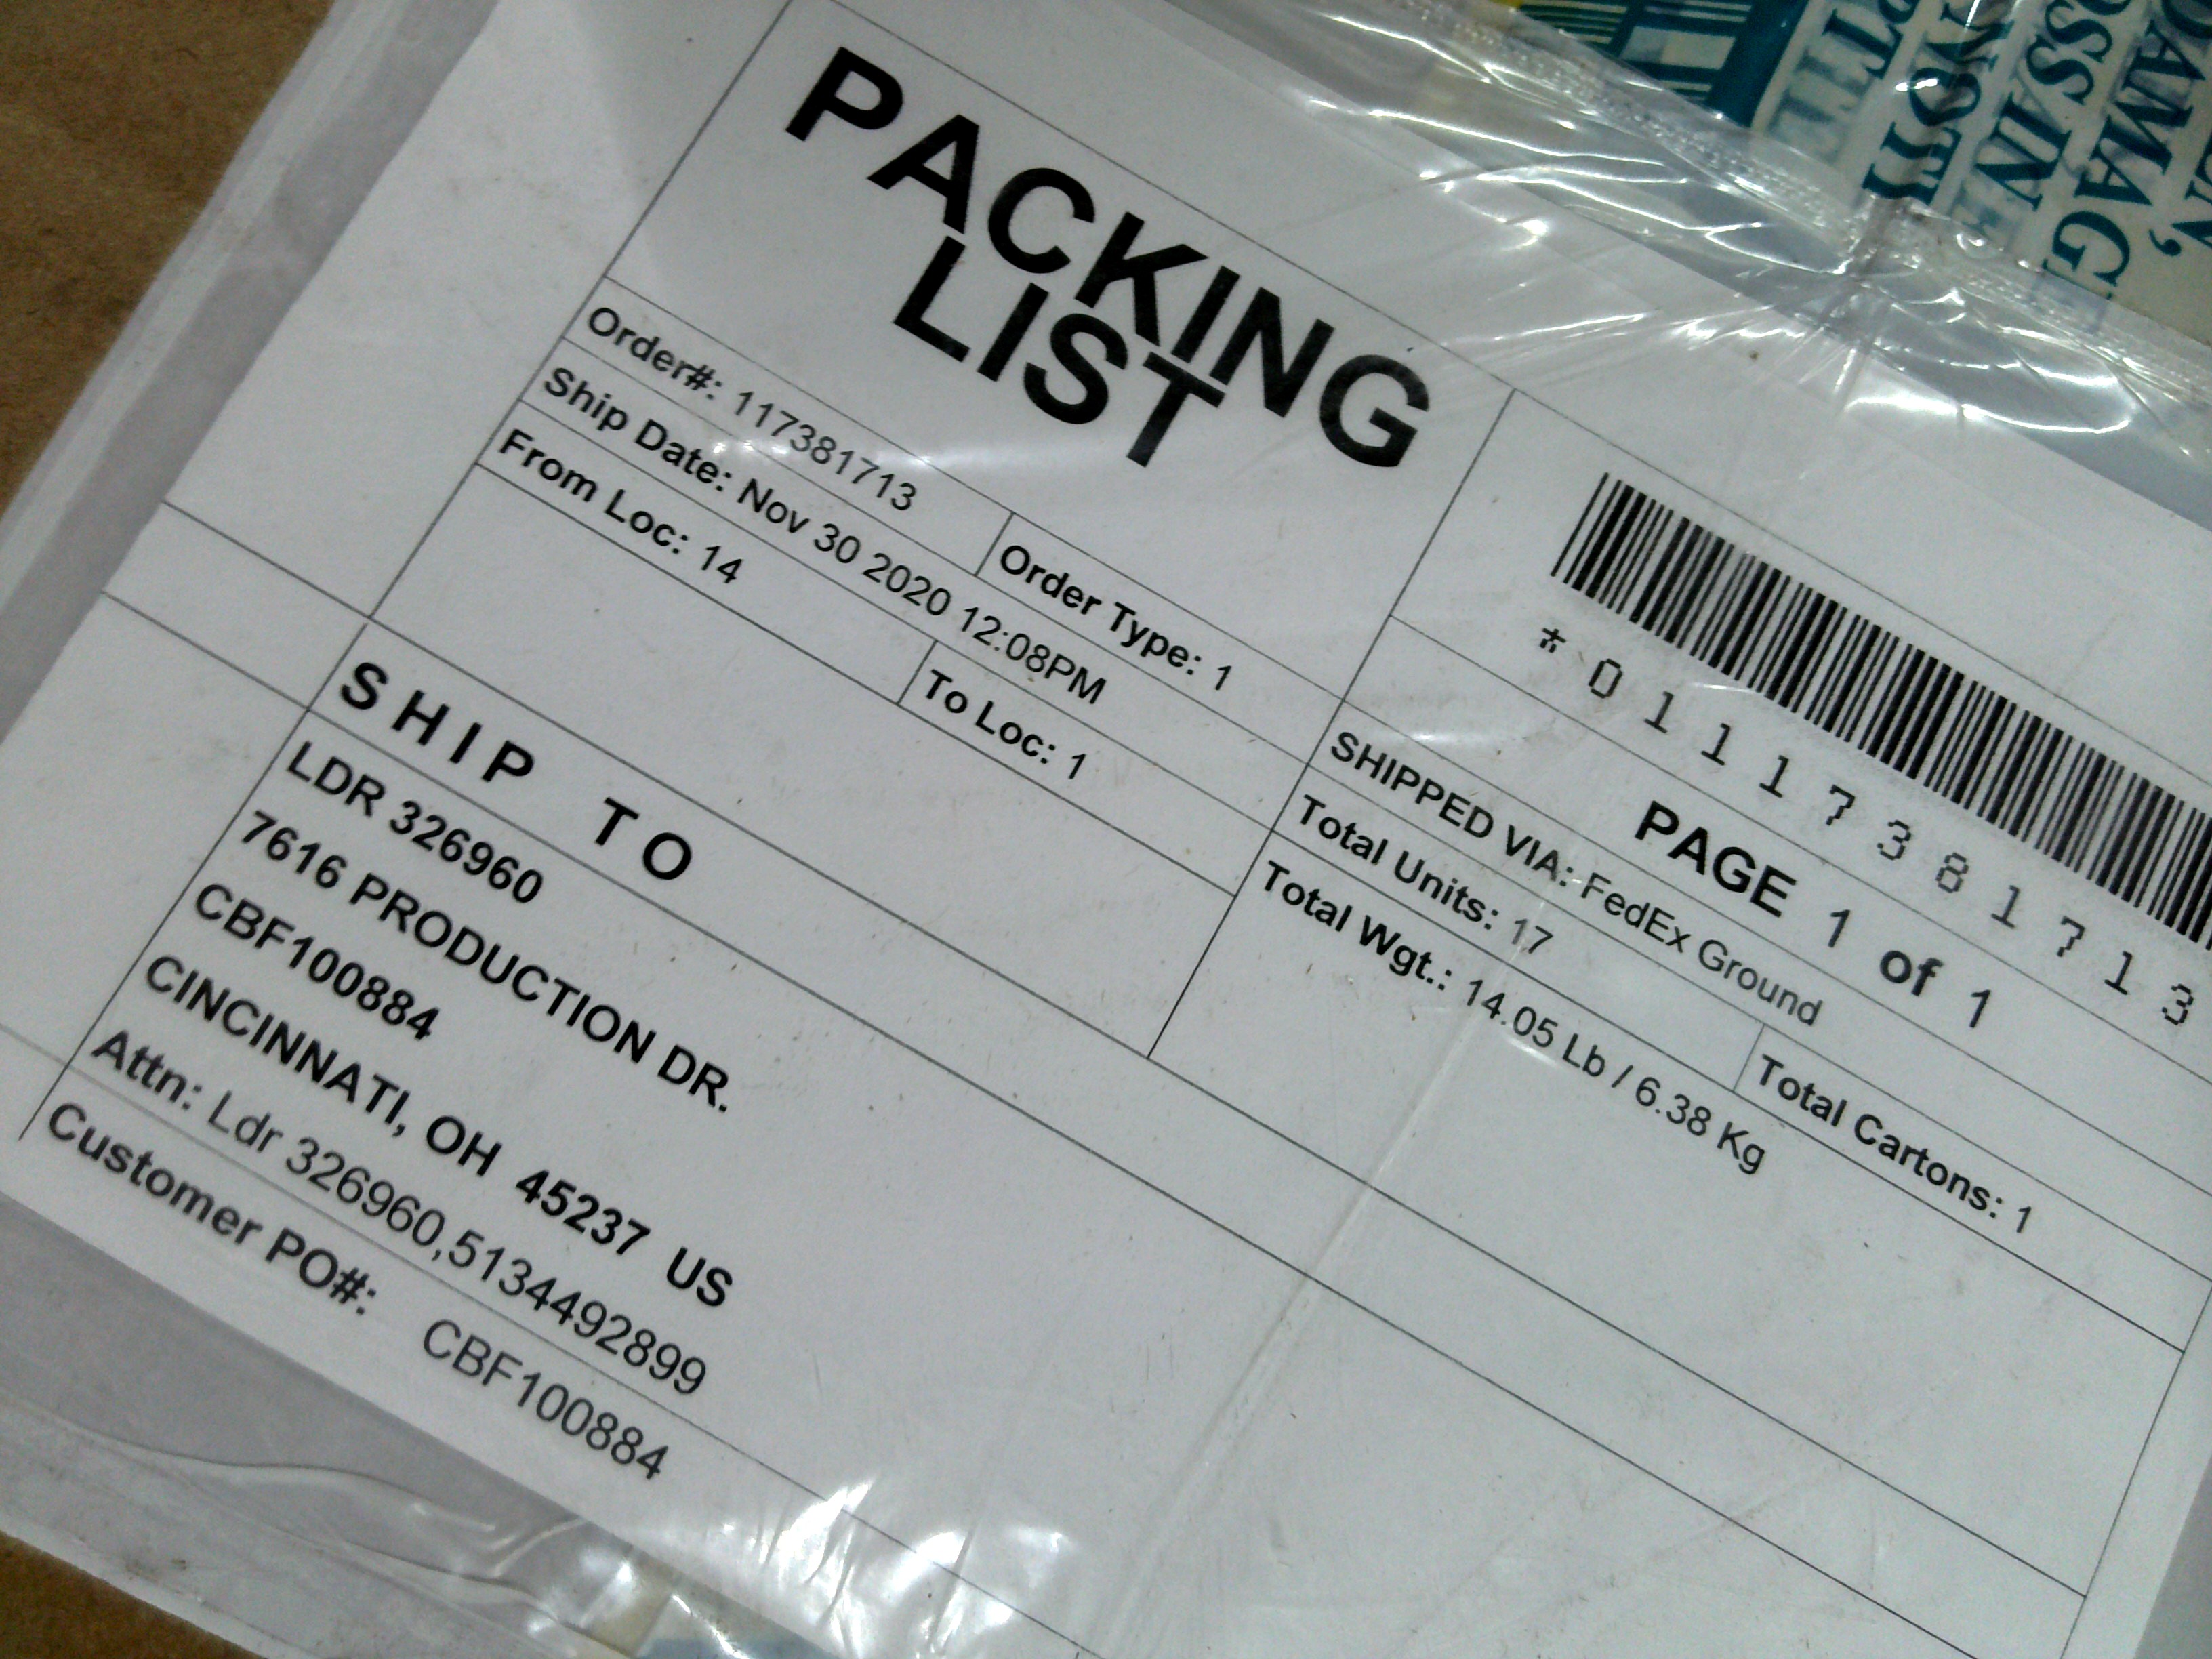 PACKING
LIST
Order#: 117381713
Order Type: 1
Ship Date: Nov 30 2020 12:08PM
From Loc: 14
To Loc: 1
*01117381713
PAGE 1 of 1
SHIPPED VIA: FedEx Ground
Total Units: 17
Total Cartons: 1
Total Wgt.: 14.05 Lb / 6.38 Kg
SHIP TO
LDR 326960
7616 PRODUCTION DR.
CBF100884
CINCINNATI, OH 45237 US
Attn: Ldr 326960,5134492899
Customer PO#: CBF100884